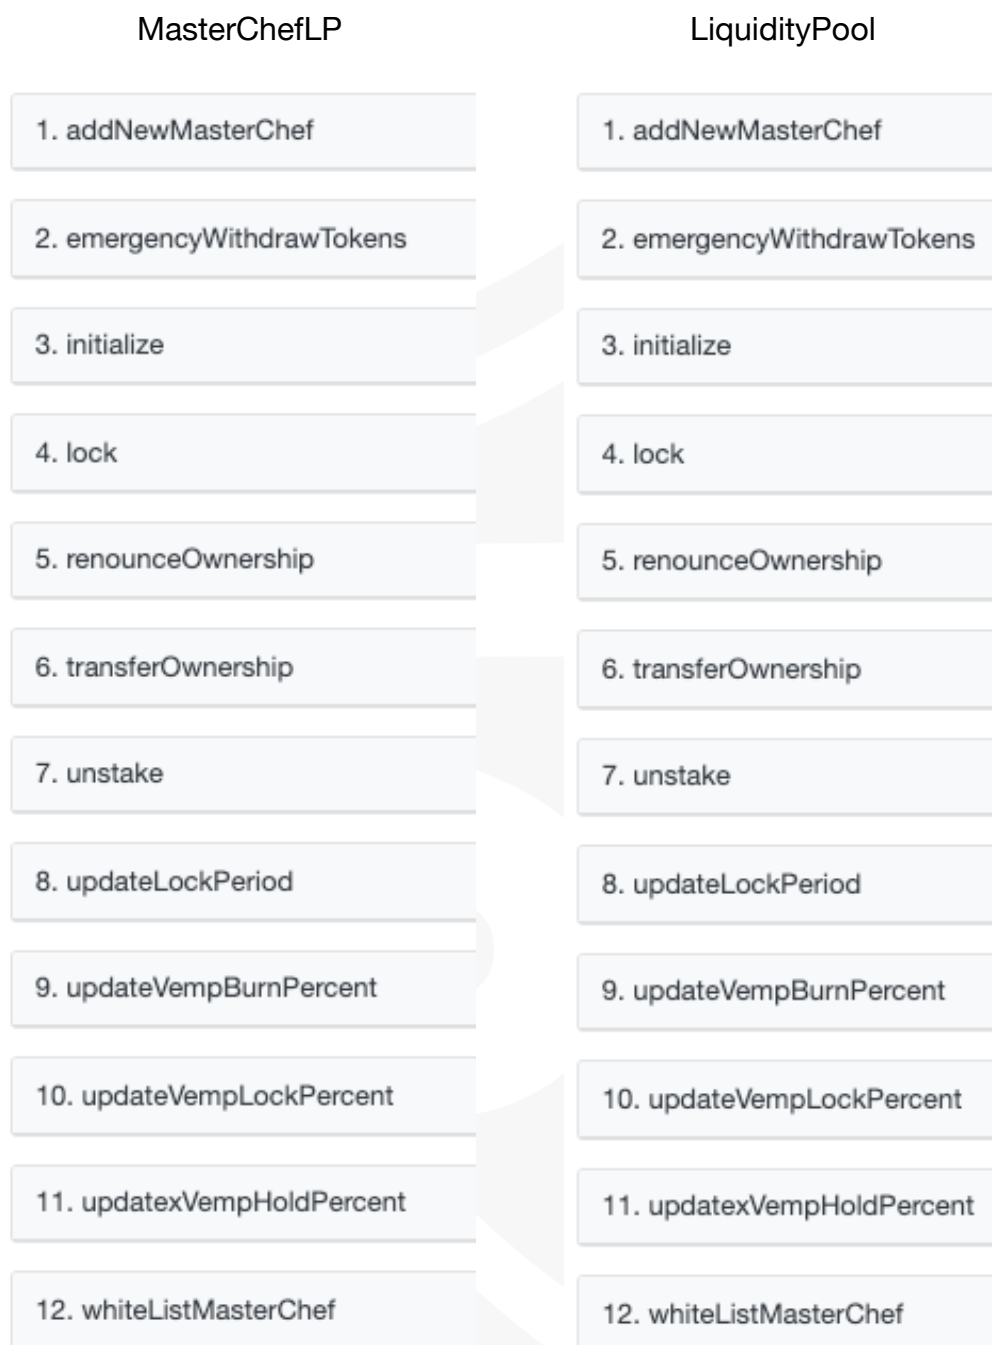 MasterChefLP
1. addNewMasterChef
2. emergencyWithdrawTokens
3. initialize
4. lock
5. renounceOwnership
6. transferOwnership
7. unstake
8. updateLockPeriod
9. updateVempBurnPercent
10. updateVempLockPercent
11. updatexVempHoldPercent
12. whiteListMasterChef
LiquidityPool
1. addNewMasterChef
2. emergencyWithdrawTokens
3. initialize
4. lock
5. renounceOwnership
6. transferOwnership
7. unstake
8. updateLockPeriod
9. updateVempBurnPercent
10. updateVempLockPercent
11. updatexVempHoldPercent
12. whiteListMasterChef